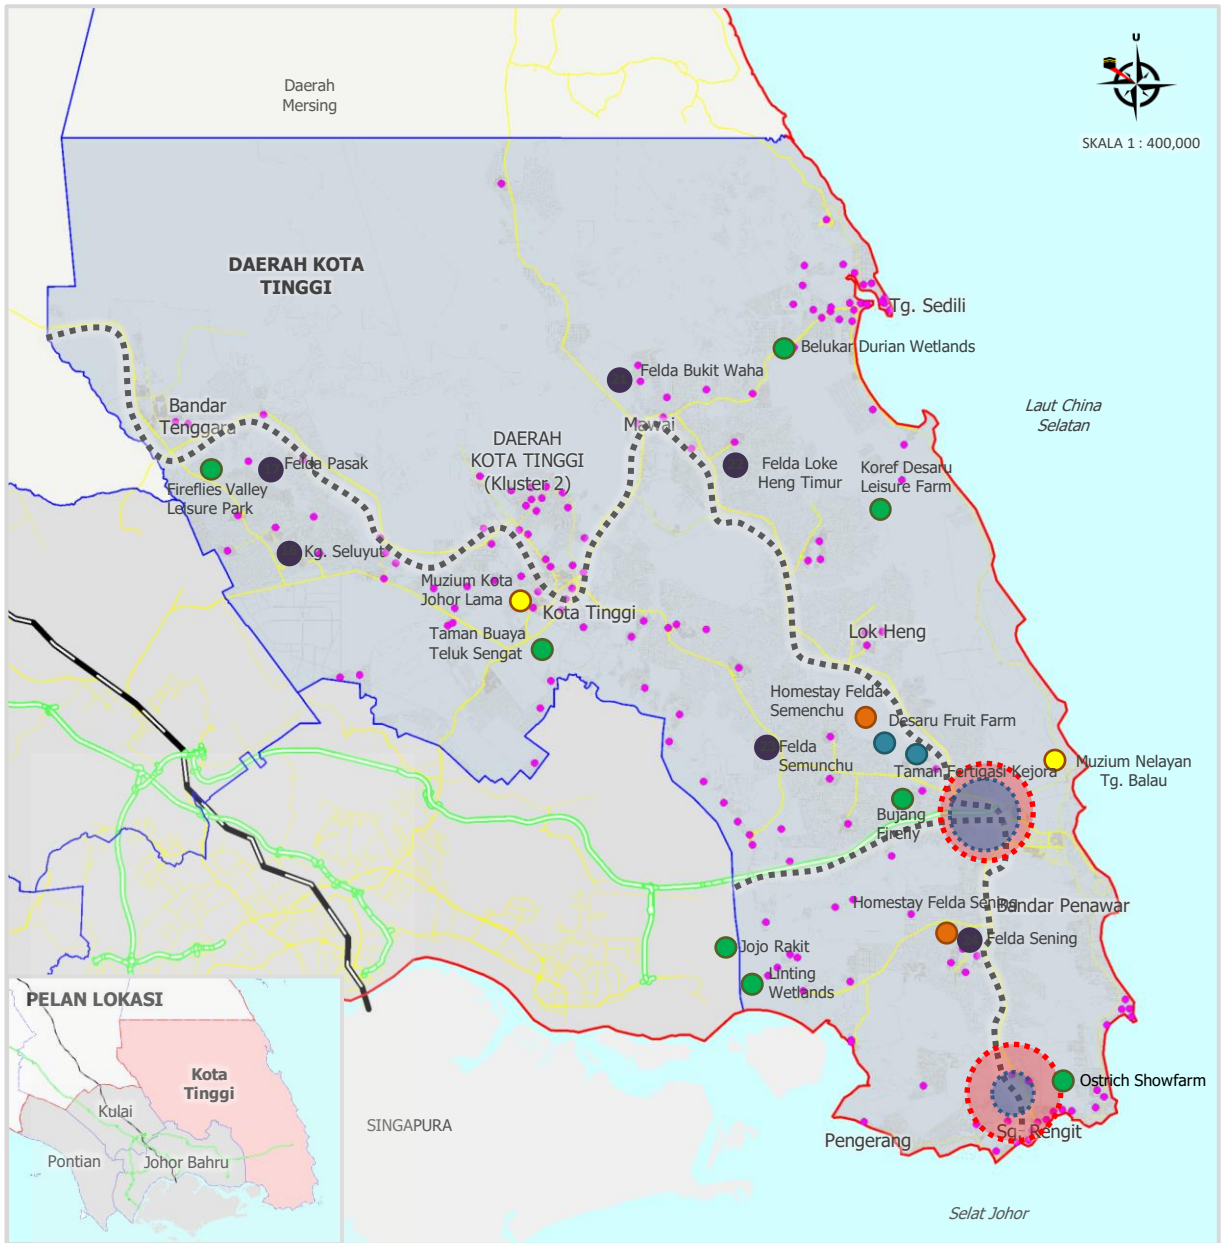 U
SKALA 1 : 400,000
Daerah
Mersing
DAERAH KOTA
TINGGI
Tg. Sedili
Belukar Durian Wetlands
Felda Bukit Waha
Laut China
Selatan
Bandar
Tenggara
Mawai
DAERAH
KOTA TINGGI
(Kluster 2)
Felda Pasak
Fireflies Valley
Leisure Park
Felda Loke
Heng Timur
Koref Desaru
Leisure Farm
Kg. Seluyut
Muzium Kota
Johor Lama
Kota Tinggi
Taman Buaya
Teluk Sengat
Lok Heng
Homestay Felda
Semenchu
Desaru Fruit Farm
Felda
Semunchu
Taman Fertigasi Kejora
Muzium Nelayan
Tg. Balau
Bujang
Firefly
Homestay Felda Sening
Bandar Penawar
Felda Sening
Jojo Rakit
Linting
Wetlands
Ostrich Showfarm
Pengerang
Sg. Rengit
SINGAPURA
Selat Johor
PELAN LOKASI
Kota
Tinggi
Kulai
Pontian
Johor Bahru